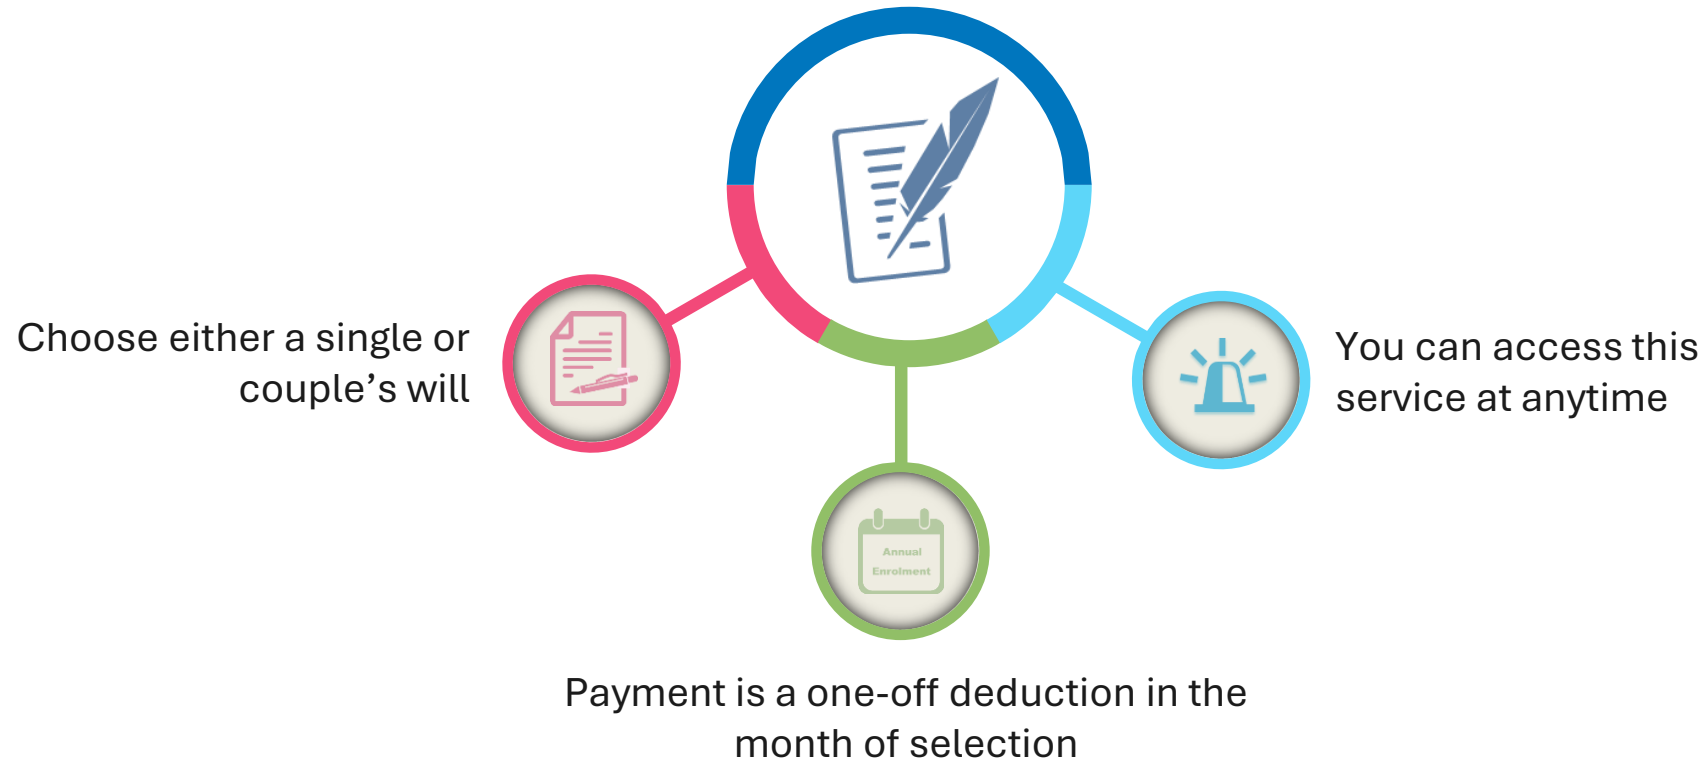 Choose either a single or
couple’s will
You can access this
service at anytime
Annual
Enrolment
Payment is a one-off deduction in the
month of selection